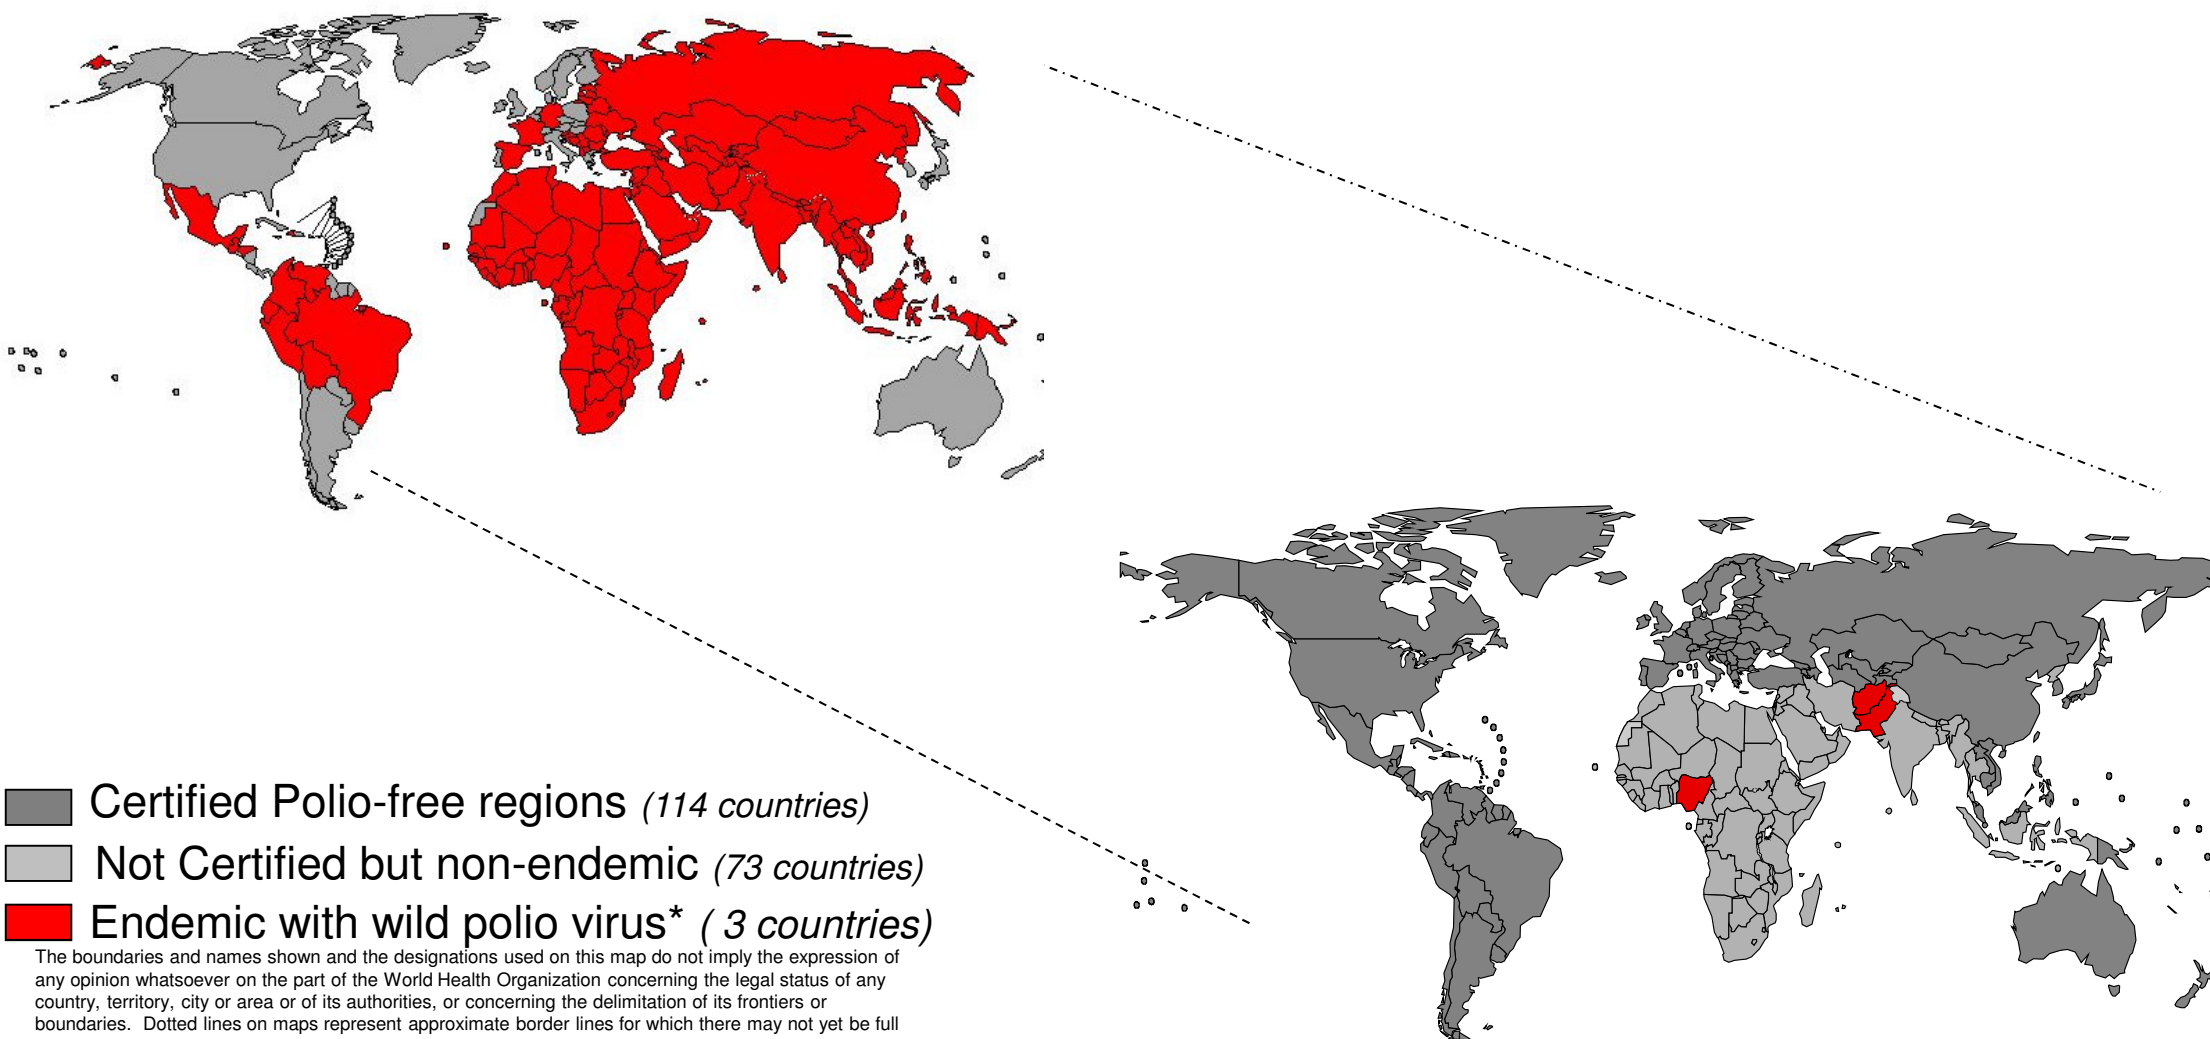 Certified Polio-free regions (114 countries)
Not Certified but non-endemic (73 countries)
Endemic with wild polio virus* ( 3 countries)
The boundaries and names shown and the designations used on this map do not imply the expression of
any opinion whatsoever on the part of the World Health Organization concerning the legal status of any
country, territory, city or area or of its authorities, or concerning the delimitation of its frontiers or
boundaries. Dotted lines on maps represent approximate border lines for which there may not yet be full